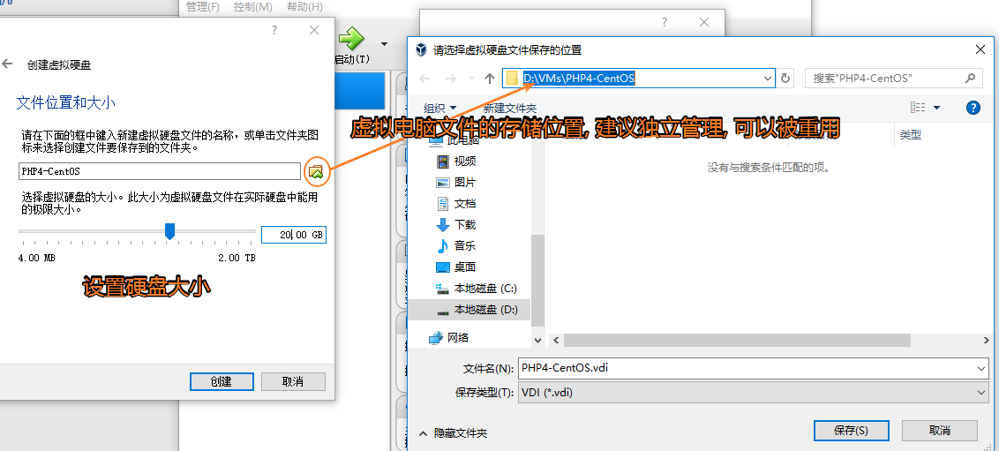 管理(F) 控制(M) 帮助(H)
启动(T)
创建虚拟硬盘
文件位置和大小
请在下面的框中键入新建虚拟硬盘文件的名称，或单击文件夹图
标来选择创建文件要保存到的文件夹。
PHP4-CentOS
选择虚拟硬盘的大小。此大小为虚拟硬盘文件在实际硬盘中能用
的极限大小。
20.00 GB
4.00 MB
2.00 TB
设置硬盘大小
创建
取消
请选择虚拟硬盘文件保存的位置
D:\VMs\PHP4-CentOS
搜索"PHP4-CentOS"
组织
新建文件夹
虚拟电脑文件的存储位置, 建议独立管理, 可以被重用
此电脑
类型
视频
没有与搜索条件匹配的项。
图片
文档
下载
音乐
桌面
本地磁盘 (C:)
本地磁盘 (D:)
网络
文件名(N):
PHP4-CentOS.vdi
保存类型(T):
VDI (*.vdi)
隐藏文件夹
保存(S)
取消